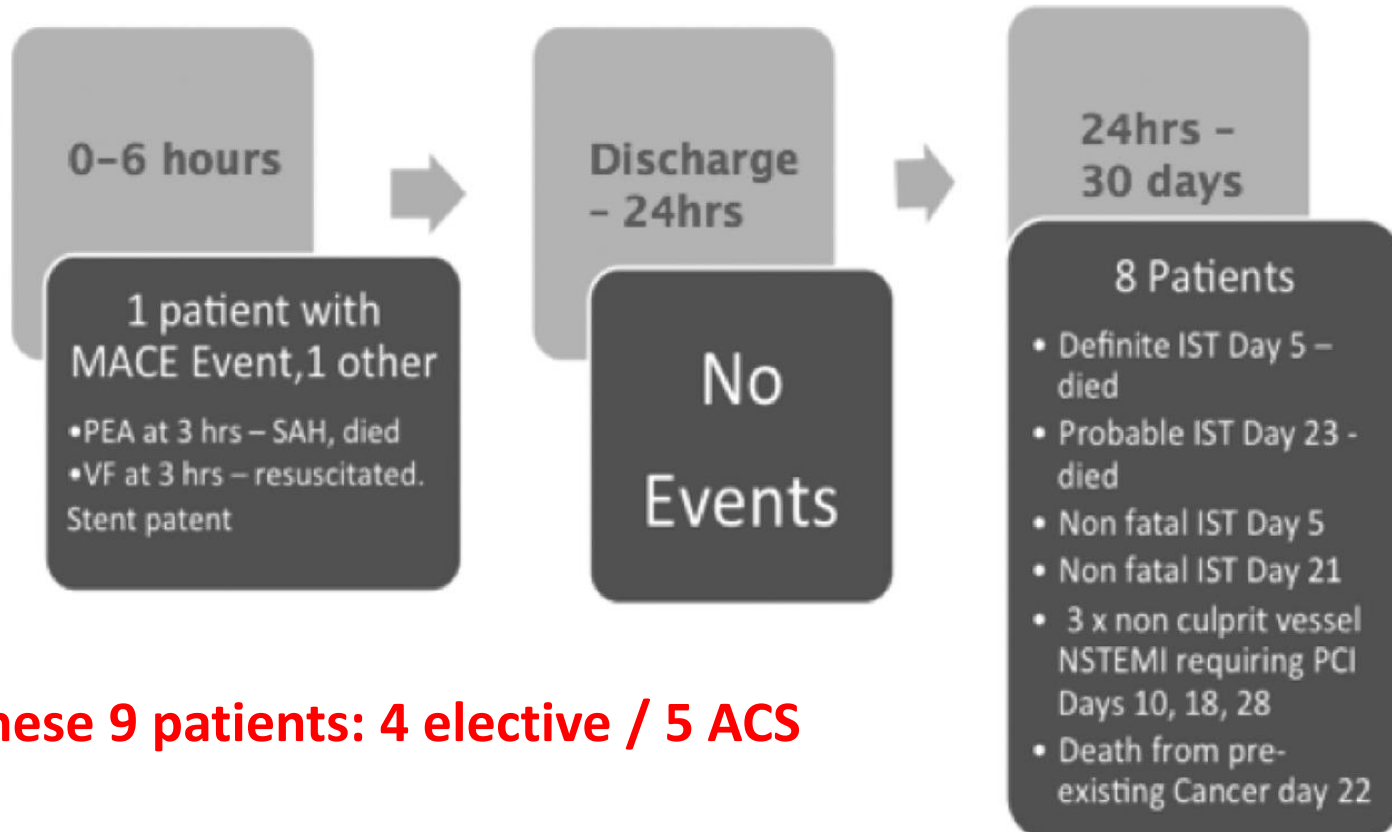 0–6 hours
1 patient with
MACE Event,1 other
•PEA at 3 hrs – SAH, died
•VF at 3 hrs – resuscitated.
Stent patent
Discharge
– 24hrs
No
Events
24hrs –
30 days
8 Patients
• Definite IST Day 5 –
died
• Probable IST Day 23 -
died
• Non fatal IST Day 5
• Non fatal IST Day 21
• 3 x non culprit vessel
NSTEMI requiring PCI
Days 10, 18, 28
• Death from pre-
existing Cancer day 22
hese 9 patients: 4 elective / 5 ACS